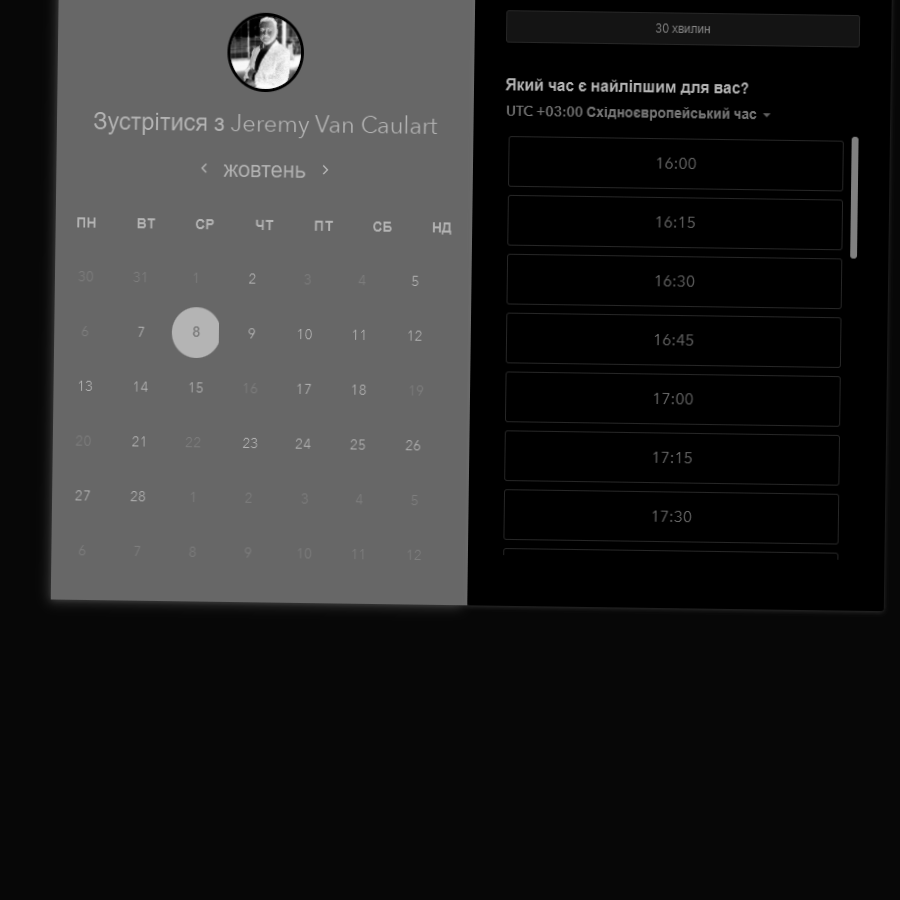 Зустрітися з Jeremy Van Caulart
жовтень
ПН ВТ СР ЧТ ПТ СБ НД
30 31 1 2 3 4 5
6 7 8 9 10 11 12
13 14 15 16 17 18 19
20 21 22 23 24 25 26
27 28 1 2 3 4 5
6 7 8 9 10 11 12
30 хвилин
Який час є найліпшим для вас?
UTC +03:00 Східноєвропейський час
16:00
16:15
16:30
16:45
17:00
17:15
17:30